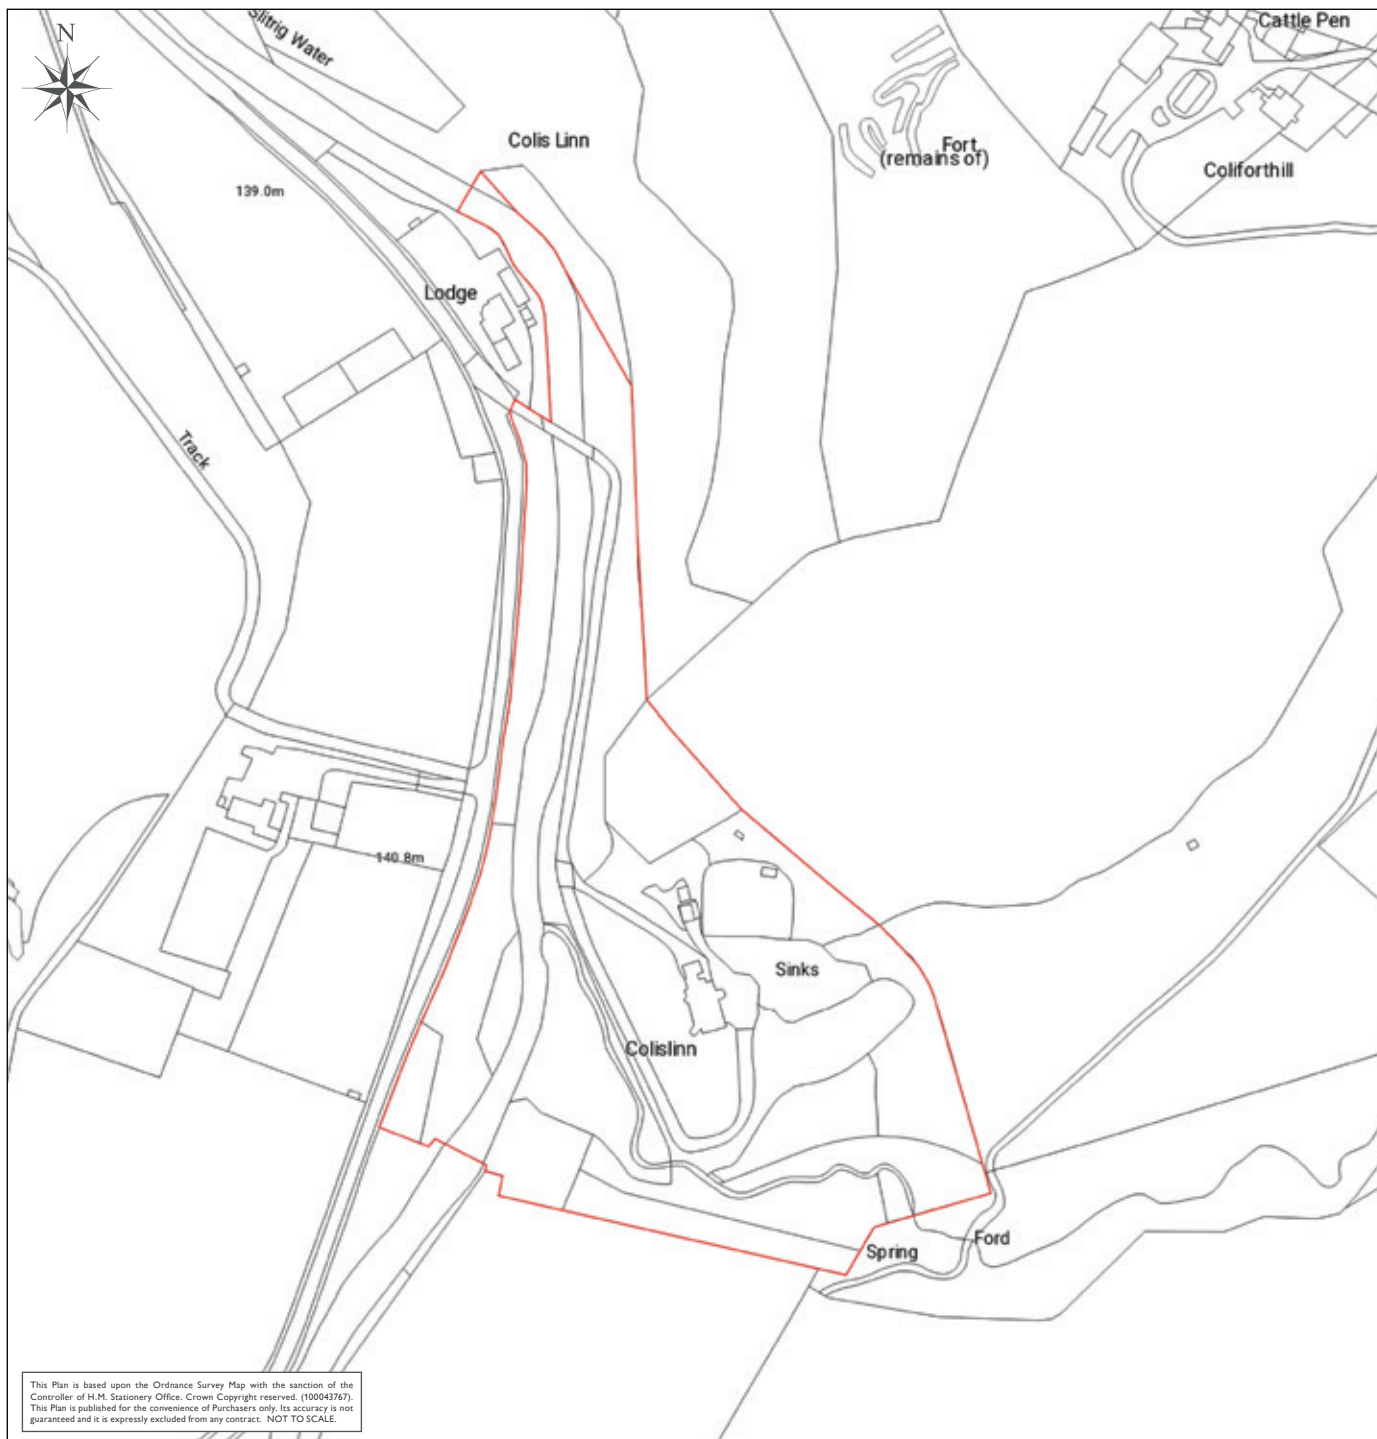 N
Slitrig Water
Cattle Pen
Colis Linn
Fort
(remains of)
Coliforthill
139.0m
Lodge
Track
140.8m
Sinks
Colislinn
Ford
Spring
This Plan is based upon the Ordnance Survey Map with the sanction of the
Controller of H.M. Stationery Office. Crown Copyright reserved. (100043767).
This Plan is published for the convenience of Purchasers only. Its accuracy is not
guaranteed and it is expressly excluded from any contract. NOT TO SCALE.